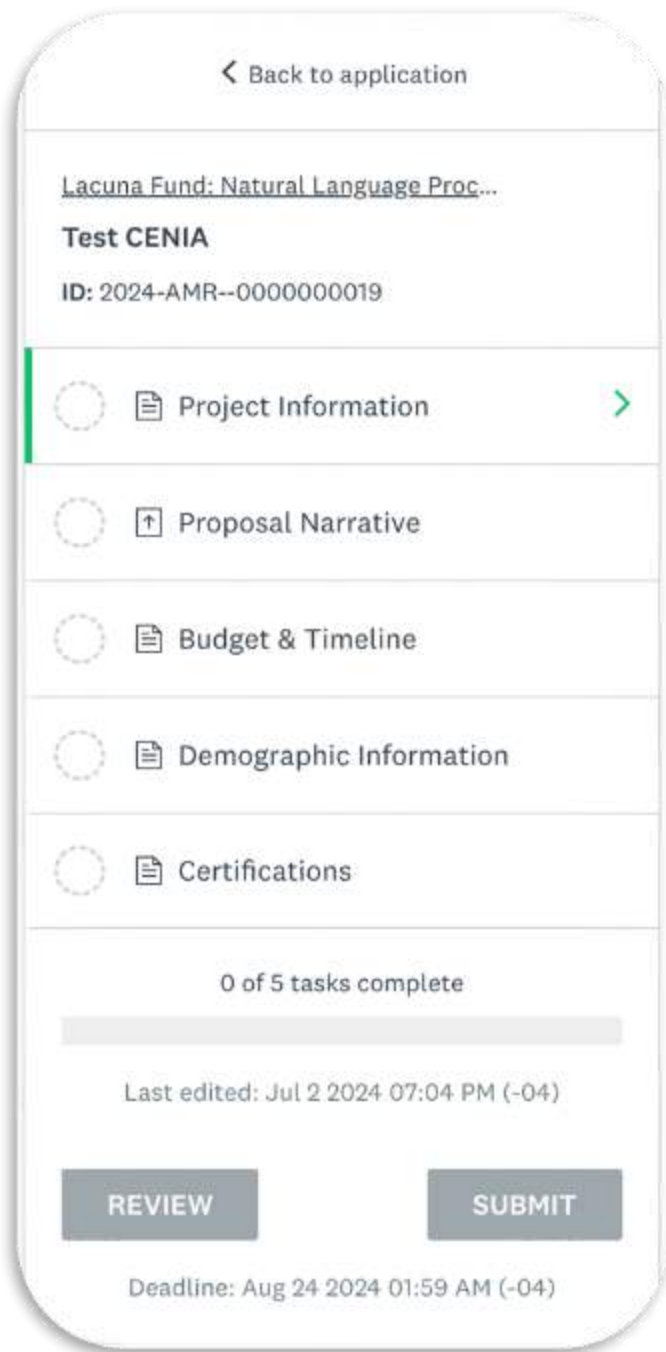 Back to application
Lacuna Fund: Natural Language Proc...
Test CENIA
ID: 2024-AMR--0000000019
Project Information
Proposal Narrative
Budget & Timeline
Demographic Information
Certifications
0 of 5 tasks complete
Last edited: Jul 2 2024 07:04 PM (-04)
REVIEW
SUBMIT
Deadline: Aug 24 2024 01:59 AM (-04)